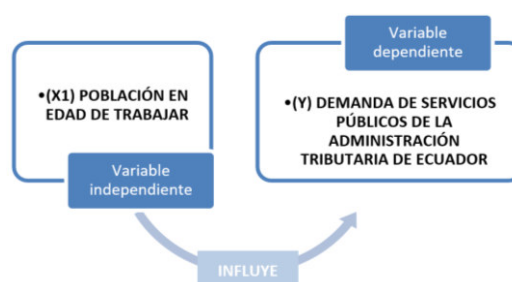 •(X1) POBLACIÓN EN
EDAD DE TRABAJAR
Variable
independiente
Variable
dependiente
•(Y) DEMANDA DE SERVICIOS
PÚBLICOS DE LA
ADMINISTRACIÓN
TRIBUTARIA DE ECUADOR
INFLUYE